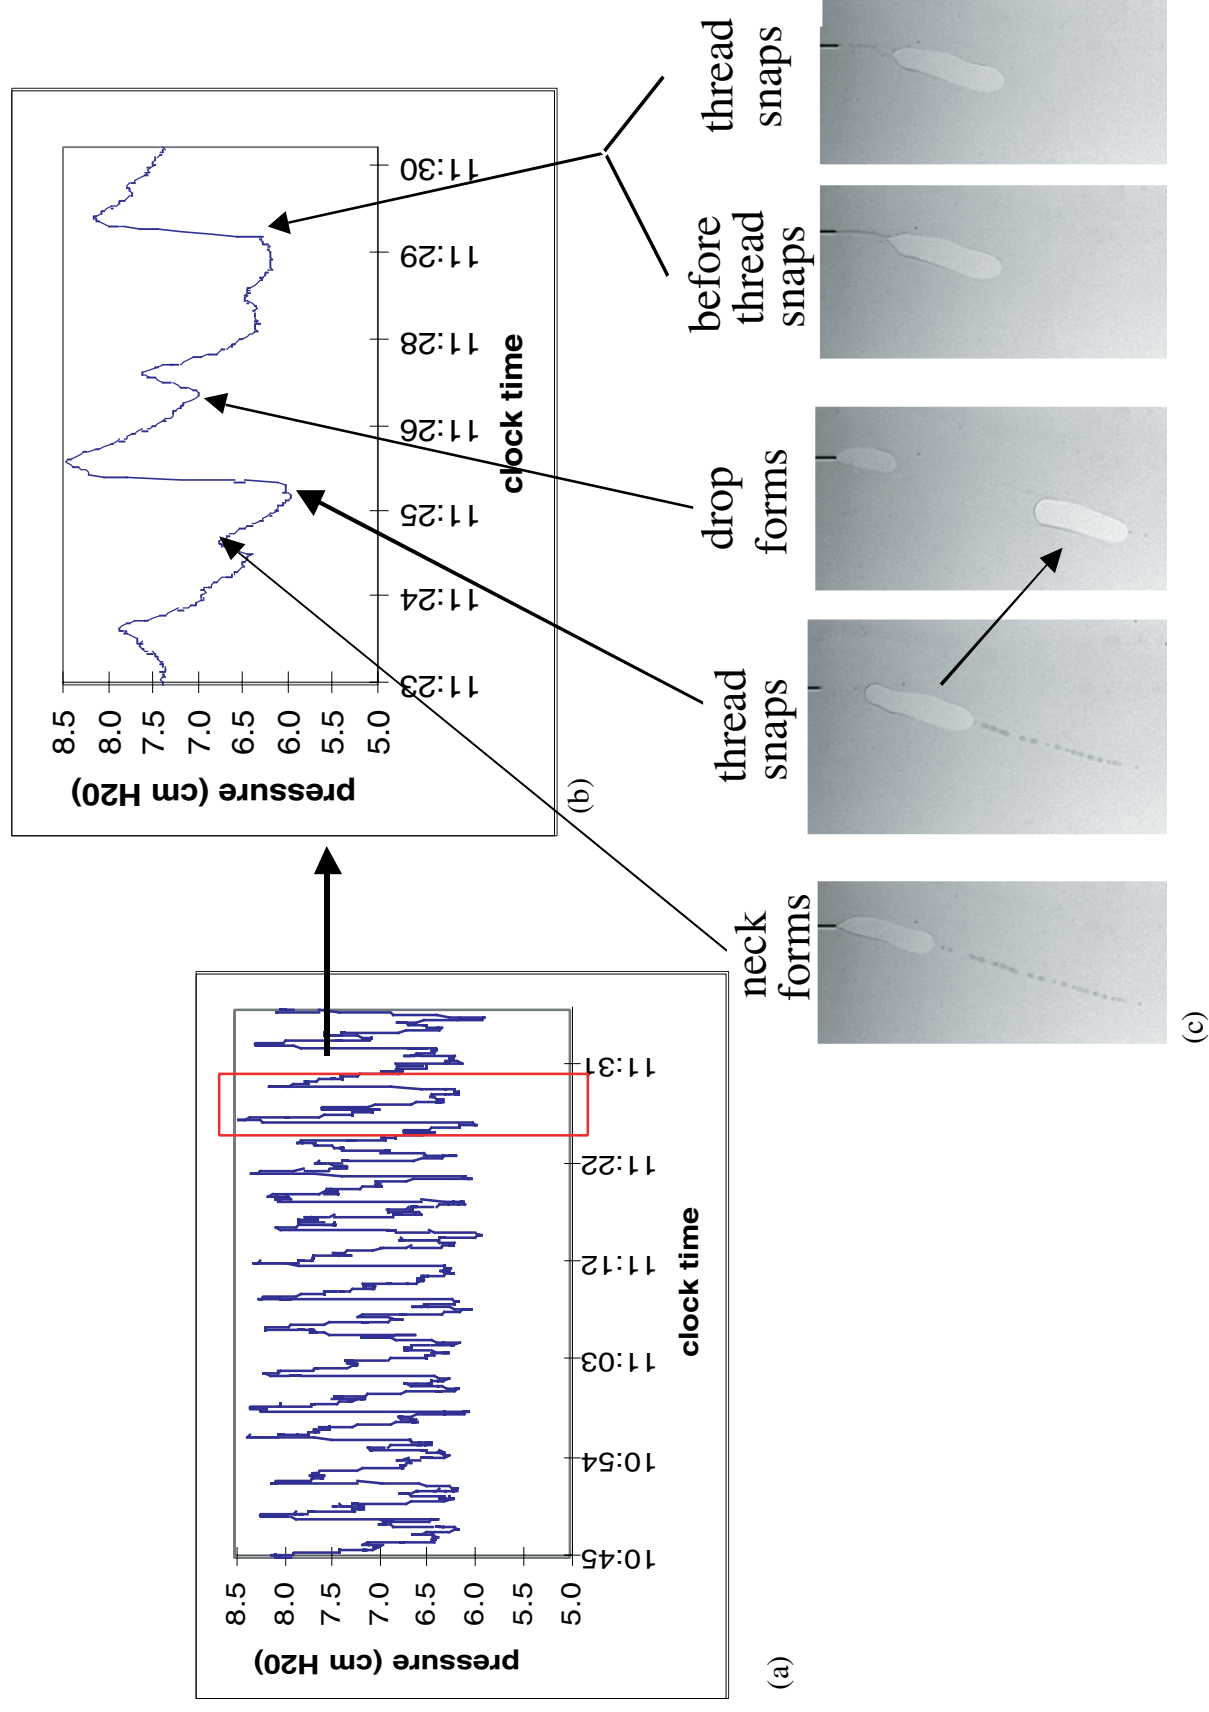 8.5
8.0
7.5
7.0
6.5
6.0
5.5
5.0
pressure (cm H20)
10:45
10:54
11:03
11:12
11:22
11:31
clock time
(a)
8.5
8.0
7.5
7.0
6.5
6.0
5.0
pressure (cm H20)
11:23
11:24
11:25
11:26
11:28
11:29
11:30
clock time
(b)
neck
forms
thread
snaps
drop
forms
before
thread
snaps
thread
snaps
(c)